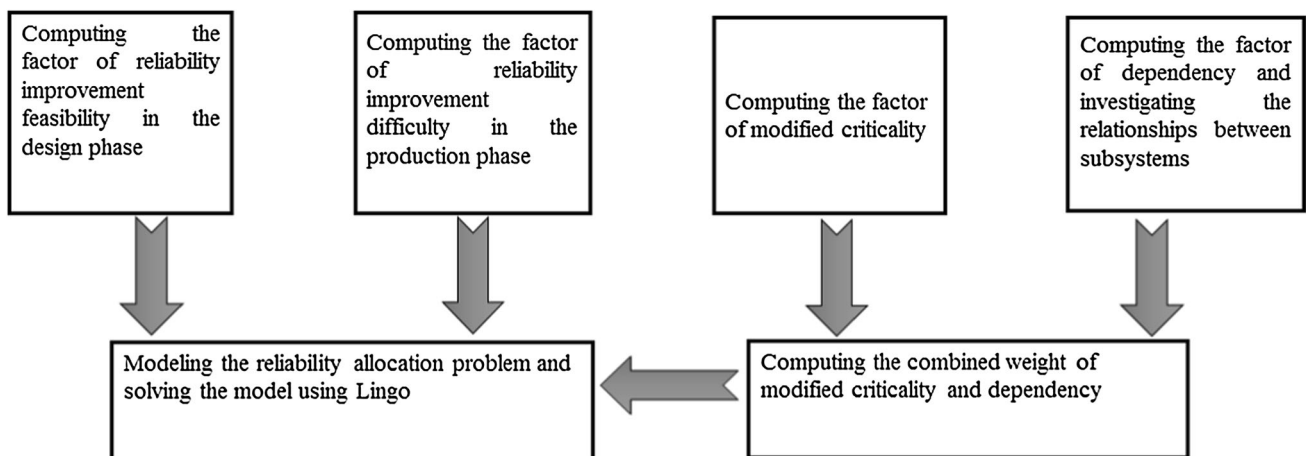 Computing the
factor of reliability
improvement
feasibility in the
design phase
Computing the factor
of reliability
improvement
difficulty in the
production phase
Computing the factor
of modified criticality
Computing the factor
of dependency and
investigating the
relationships between
subsystems
Modeling the reliability allocation problem and
solving the model using Lingo
Computing the combined weight of
modified criticality and dependency